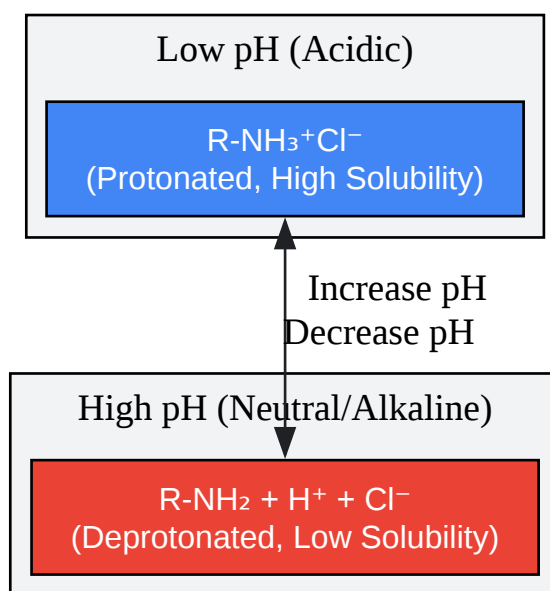 Low pH (Acidic)
R-NH₃⁺Cl⁻
(Protonated, High Solubility)
Increase pH
Decrease pH
High pH (Neutral/Alkaline)
R-NH₂ + H⁺ + Cl⁻
(Deprotonated, Low Solubility)